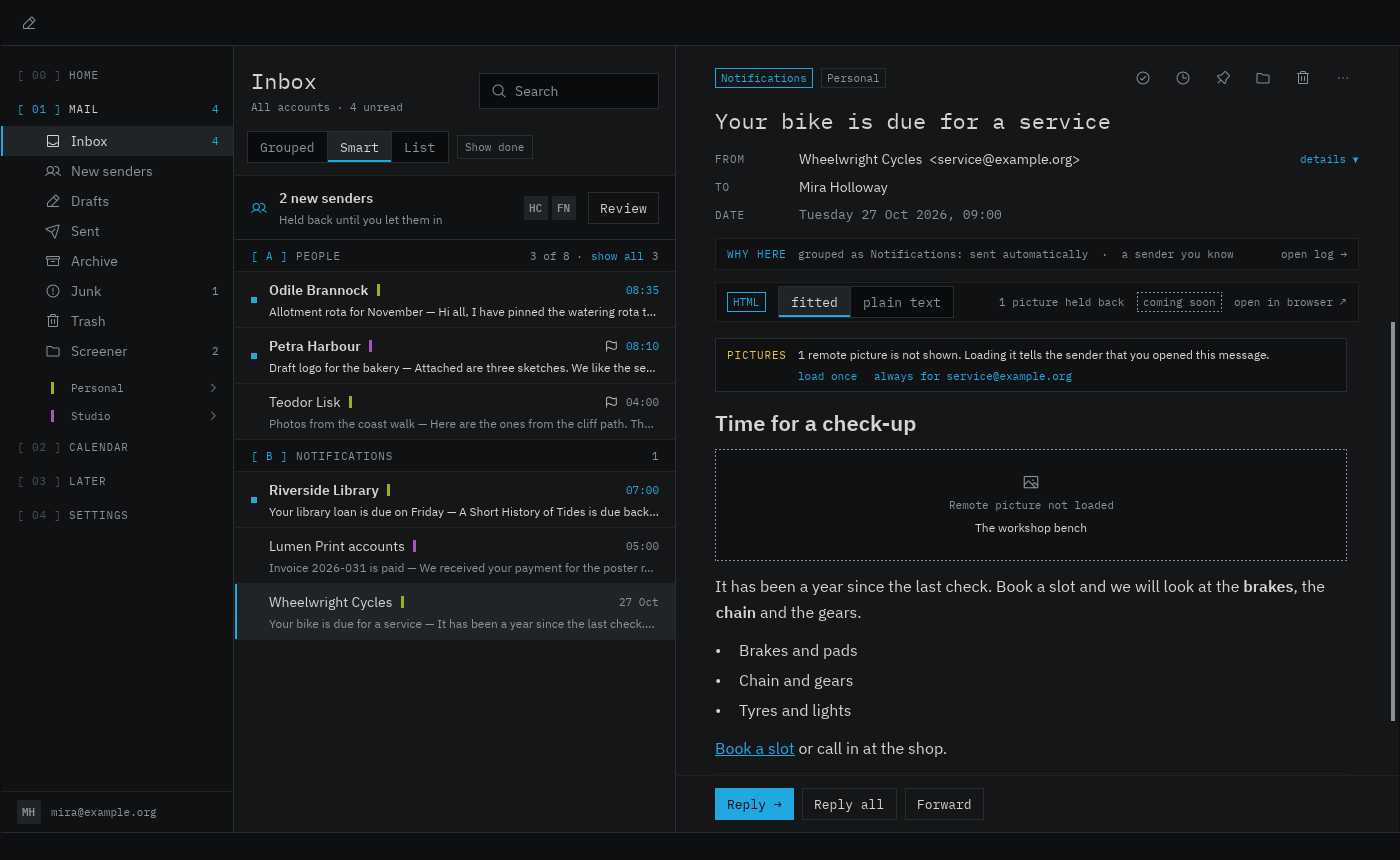 [ 00 ] HOME
[ 01 ] MAIL 4
Inbox 4
New senders
Drafts
Sent
Archive
Junk 1
Trash
Screener 2
Personal
Studio
[ 02 ] CALENDAR
[ 03 ] LATER
[ 04 ] SETTINGS
MH mira@example.org
Inbox
All accounts · 4 unread
Search
Grouped Smart List Show done
2 new senders
Held back until you let them in
HC FN Review
[ A ] PEOPLE 3 of 8 · show all 3
Odile Brannock 08:35
Allotment rota for November — Hi all, I have pinned the watering rota t…
Petra Harbour 08:10
Draft logo for the bakery — Attached are three sketches. We like the se…
Teodor Lisk 04:00
Photos from the coast walk — Here are the ones from the cliff path. Th…
[ B ] NOTIFICATIONS 1
Riverside Library 07:00
Your library loan is due on Friday — A Short History of Tides is due back…
Lumen Print accounts 05:00
Invoice 2026-031 is paid — We received your payment for the poster r…
Wheelwright Cycles 27 Oct
Your bike is due for a service — It has been a year since the last check.…
Notifications Personal
Your bike is due for a service
FROM Wheelwright Cycles <service@example.org> details ▾
TO Mira Holloway
DATE Tuesday 27 Oct 2026, 09:00
WHY HERE grouped as Notifications: sent automatically · a sender you know open log →
HTML fitted plain text 1 picture held back coming soon open in browser ↗
PICTURES 1 remote picture is not shown. Loading it tells the sender that you opened this message.
load once always for service@example.org
Time for a check-up
Remote picture not loaded
The workshop bench
It has been a year since the last check. Book a slot and we will look at the brakes, the
chain and the gears.
• Brakes and pads
• Chain and gears
• Tyres and lights
Book a slot or call in at the shop.
Reply → Reply all Forward